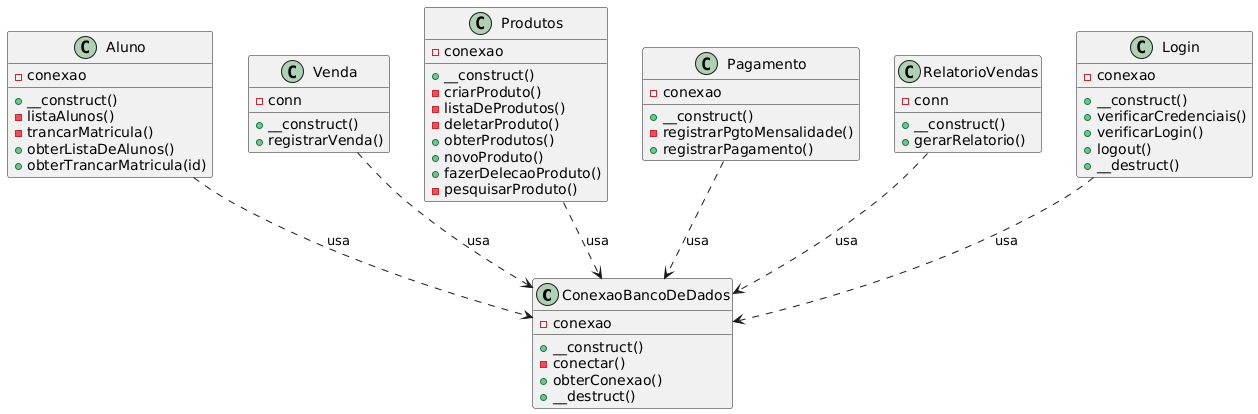 C Aluno
conexao
__construct()
listaAlunos()
trancarMatricula()
obterListaDeAlunos()
obterTrancarMatricula(id)
C Venda
conn
__construct()
registrarVenda()
C Produtos
conexao
__construct()
criarProduto()
listaDeProdutos()
deletarProduto()
obterProdutos()
novoProduto()
fazerDelecaoProduto()
pesquisarProduto()
C Pagamento
conexao
__construct()
registrarPgtoMensalidade()
registrarPagamento()
C RelatorioVendas
conn
__construct()
gerarRelatorio()
C Login
conexao
__construct()
verificarCredenciais()
verificarLogin()
logout()
__destruct()
usa
usa
usa
usa
usa
usa
C ConexaoBancoDeDados
conexao
__construct()
conectar()
obterConexao()
__destruct()